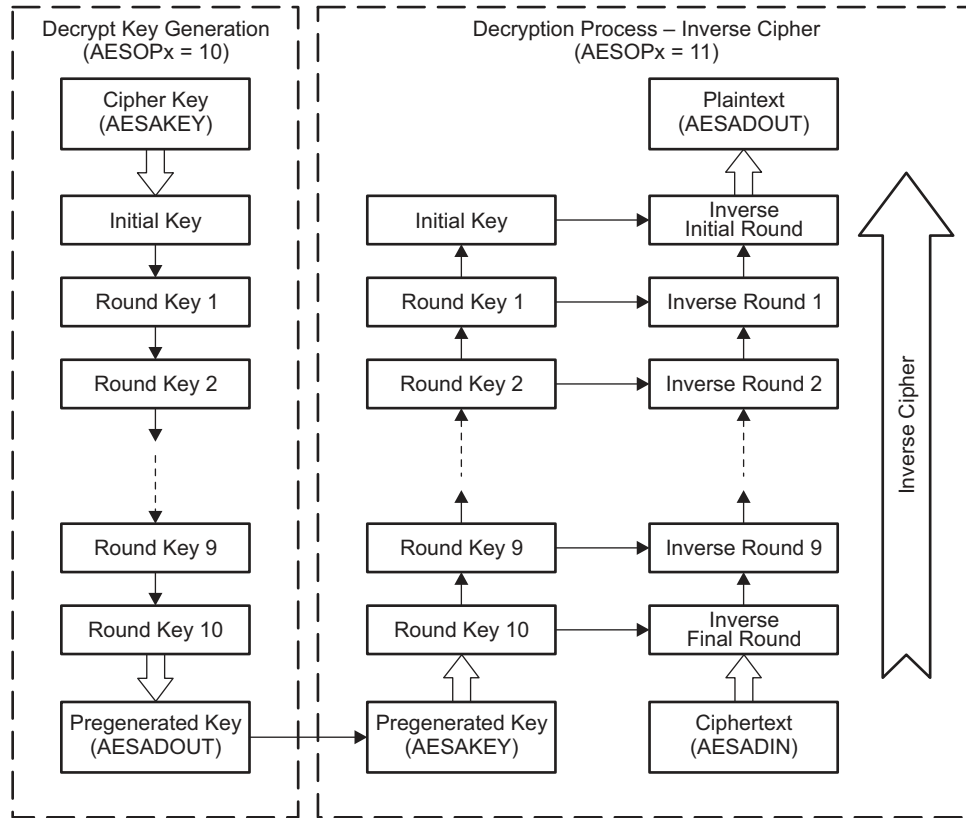 Decrypt Key Generation
(AESOPx = 10)
Cipher Key
(AESAKEY)
Initial Key
Round Key 1
Round Key 2
Round Key 9
Round Key 10
Pregenerated Key
(AESADOUT)
Decryption Process – Inverse Cipher
(AESOPx = 11)
Plaintext
(AESADOUT)
Initial Key
Inverse
Initial Round
Round Key 1
Inverse Round 1
Round Key 2
Inverse Round 2
Round Key 9
Inverse Round 9
Round Key 10
Inverse
Final Round
Pregenerated Key
(AESAKEY)
Ciphertext
(AESADIN)
Inverse Cipher